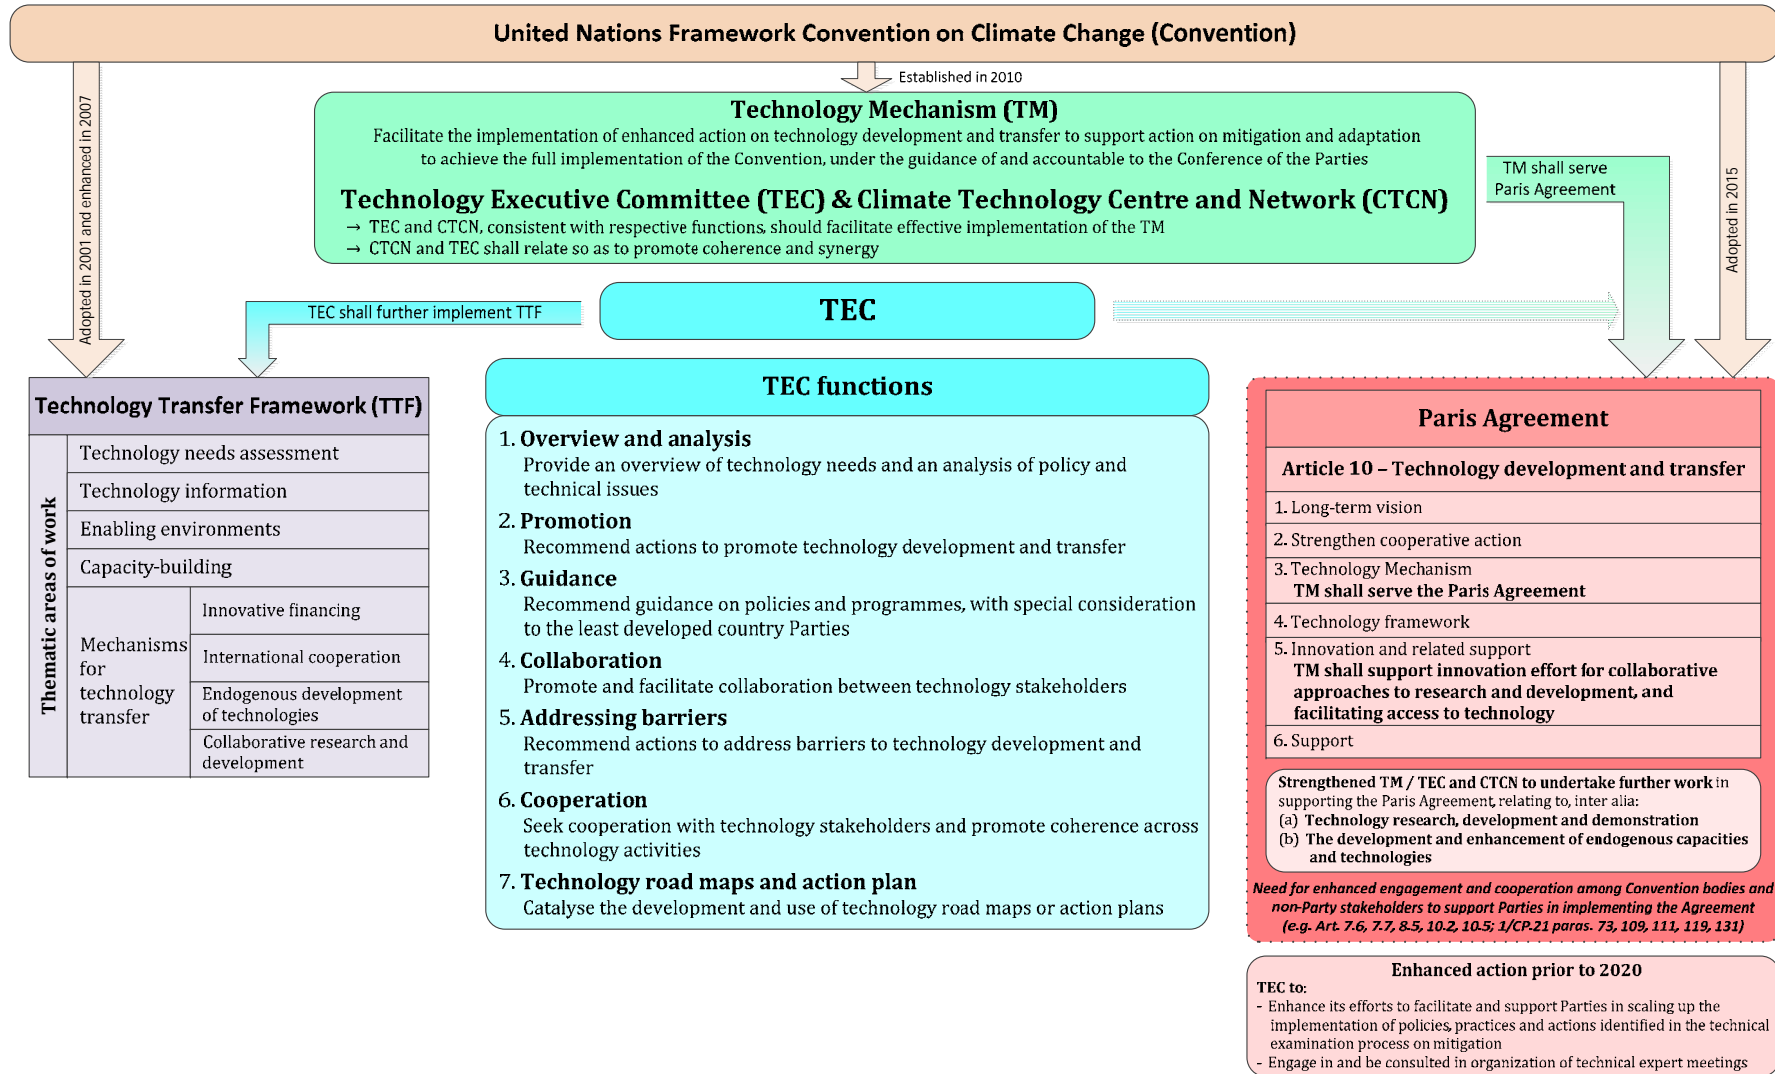 United Nations Framework Convention on Climate Change (Convention)
Adopted in 2001 and enhanced in 2007
Established in 2010
Technology Mechanism (TM)
Facilitate the implementation of enhanced action on technology development and transfer to support action on mitigation and adaptation
to achieve the full implementation of the Convention, under the guidance of and accountable to the Conference of the Parties
Technology Executive Committee (TEC) & Climate Technology Centre and Network (CTCN)
→ TEC and CTCN, consistent with respective functions, should facilitate effective implementation of the TM
→ CTCN and TEC shall relate so as to promote coherence and synergy
TM shall serve
Paris Agreement
Adopted in 2015
TEC shall further implement TTF
TEC
Technology Transfer Framework (TTF)
Thematic areas of work
Technology needs assessment
Technology information
Enabling environments
Capacity-building
Mechanisms
for
technology
transfer
Innovative financing
International cooperation
Endogenous development
of technologies
Collaborative research and
development
TEC functions
1. Overview and analysis
Provide an overview of technology needs and an analysis of policy and
technical issues
2. Promotion
Recommend actions to promote technology development and transfer
3. Guidance
Recommend guidance on policies and programmes, with special consideration
to the least developed country Parties
4. Collaboration
Promote and facilitate collaboration between technology stakeholders
5. Addressing barriers
Recommend actions to address barriers to technology development and
transfer
6. Cooperation
Seek cooperation with technology stakeholders and promote coherence across
technology activities
7. Technology road maps and action plan
Catalyse the development and use of technology road maps or action plans
Paris Agreement
Article 10 – Technology development and transfer
1. Long-term vision
2. Strengthen cooperative action
3. Technology Mechanism
TM shall serve the Paris Agreement
4. Technology framework
5. Innovation and related support
TM shall support innovation effort for collaborative
approaches to research and development, and
facilitating access to technology
6. Support
Strengthened TM / TEC and CTCN to undertake further work in
supporting the Paris Agreement, relating to, inter alia:
(a) Technology research, development and demonstration
(b) The development and enhancement of endogenous capacities
and technologies
Need for enhanced engagement and cooperation among Convention bodies and
non-Party stakeholders to support Parties in implementing the Agreement
(e.g. Art. 7.6, 7.7, 8.5, 10.2, 10.5; 1/CP.21 paras. 73, 109, 111, 119, 131)
Enhanced action prior to 2020
TEC to:
- Enhance its efforts to facilitate and support Parties in scaling up the
implementation of policies, practices and actions identified in the technical
examination process on mitigation
- Engage in and be consulted in organization of technical expert meetings